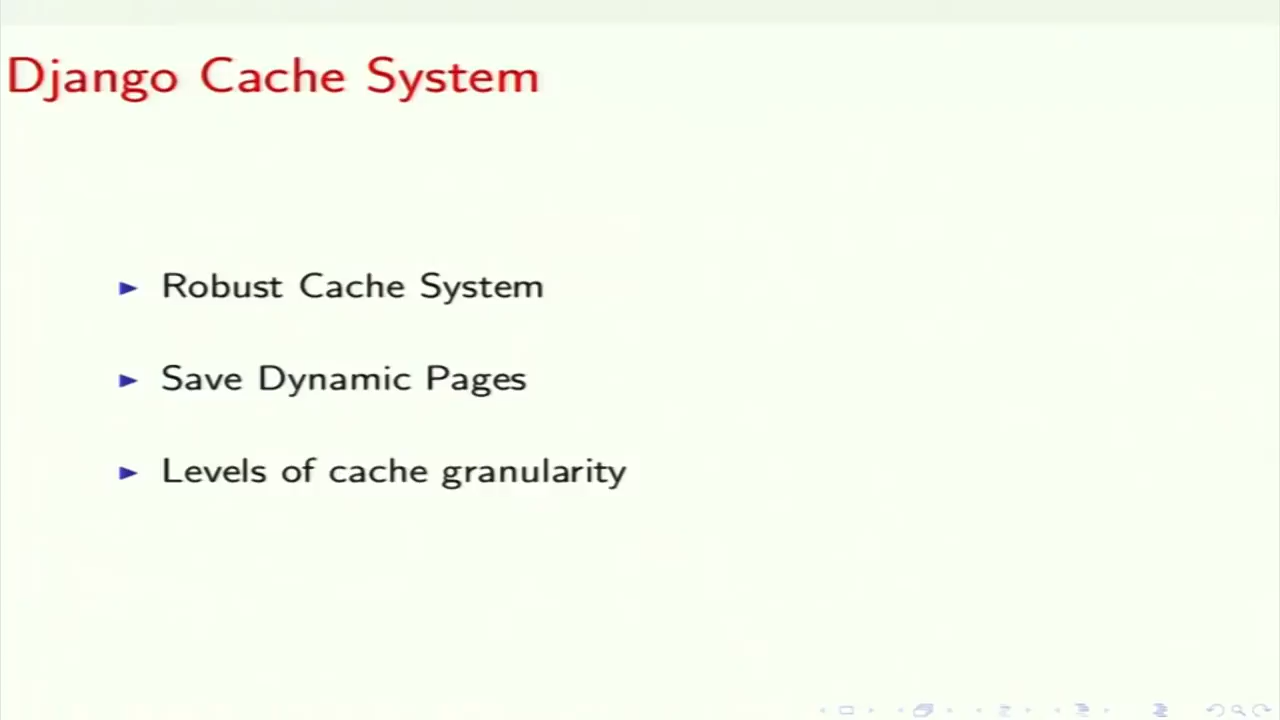 Django Cache System
Robust Cache System
Save Dynamic Pages
Levels of cache granularity